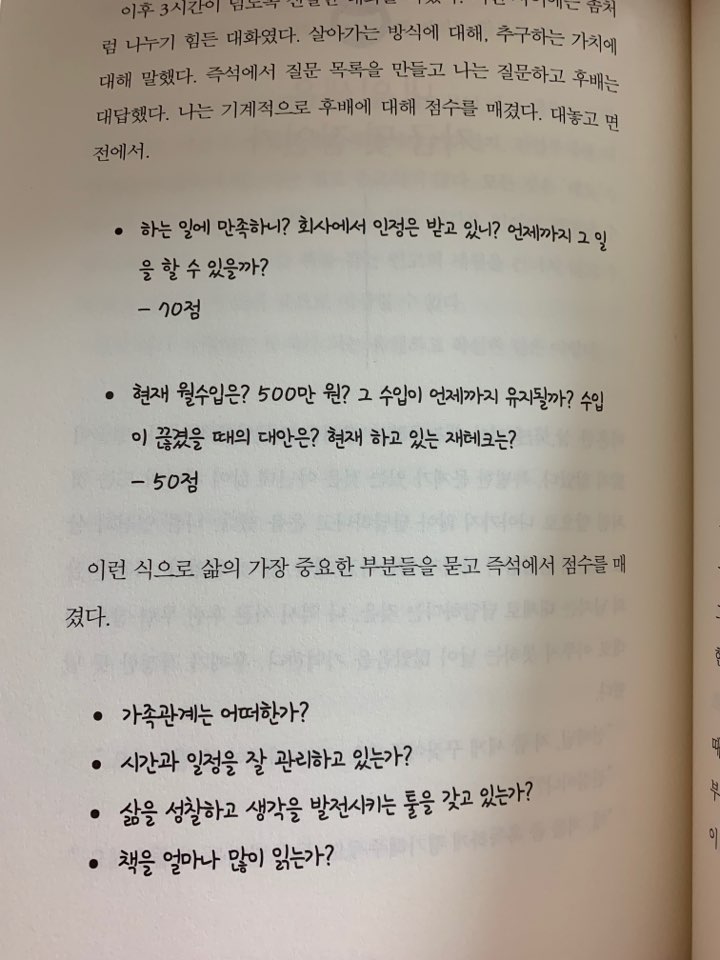 이후 3시간이 넘도록
럼 나누기 힘든 대화였다. 살아가는 방식에 대해, 추구하는 가치에
대해 말했다. 즉석에서 질문 목록을 만들고 나는 질문하고 후배는
대답했다. 나는 기계적으로 후배에 대해 점수를 매겼다. 대놓고 면
전에서.
• 하는 일에 만족하니? 회사에서 인정은 받고 있니? 언제까지 그 일
을 할 수 있을까?
- 70점
• 현재 월수입은? 500만 원? 그 수입이 언제까지 유지될까? 수입
이 끊겼을 때의 대안은? 현재 하고 있는 재테크는?
- 50점
이런 식으로 삶의 가장 중요한 부분들을 묻고 즉석에서 점수를 매
겼다.
• 가족관계는 어떠한가?
• 시간과 일정을 잘 관리하고 있는가?
• 삶을 성찰하고 생각을 발전시키는 툴을 갖고 있는가?
• 책을 얼마나 많이 읽는가?